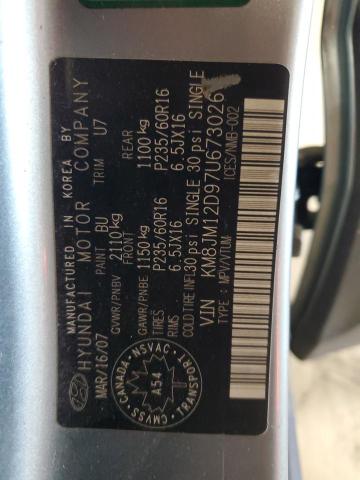 MANUFACTURED IN KOREA BY
HYUNDAI MOTOR COMPANY
MAR/16/07 PAINT BU TRIM U7
GVWR/PNBV 2110 kg
FRONT REAR
GAWR/PNBE 1150 kg 1100 kg
TIRES P235/60R16 P235/60R16
RIMS 6.5JX16 6.5JX16
COLD TIRE INFL. 30 psi SINGLE 30 psi SINGLE
VIN KM8JM12D97U673026
TYPE : MPV/VTUM ICES/NMB-002
CANADA
NSVAC
A54
TRANSPORT
CMVSS